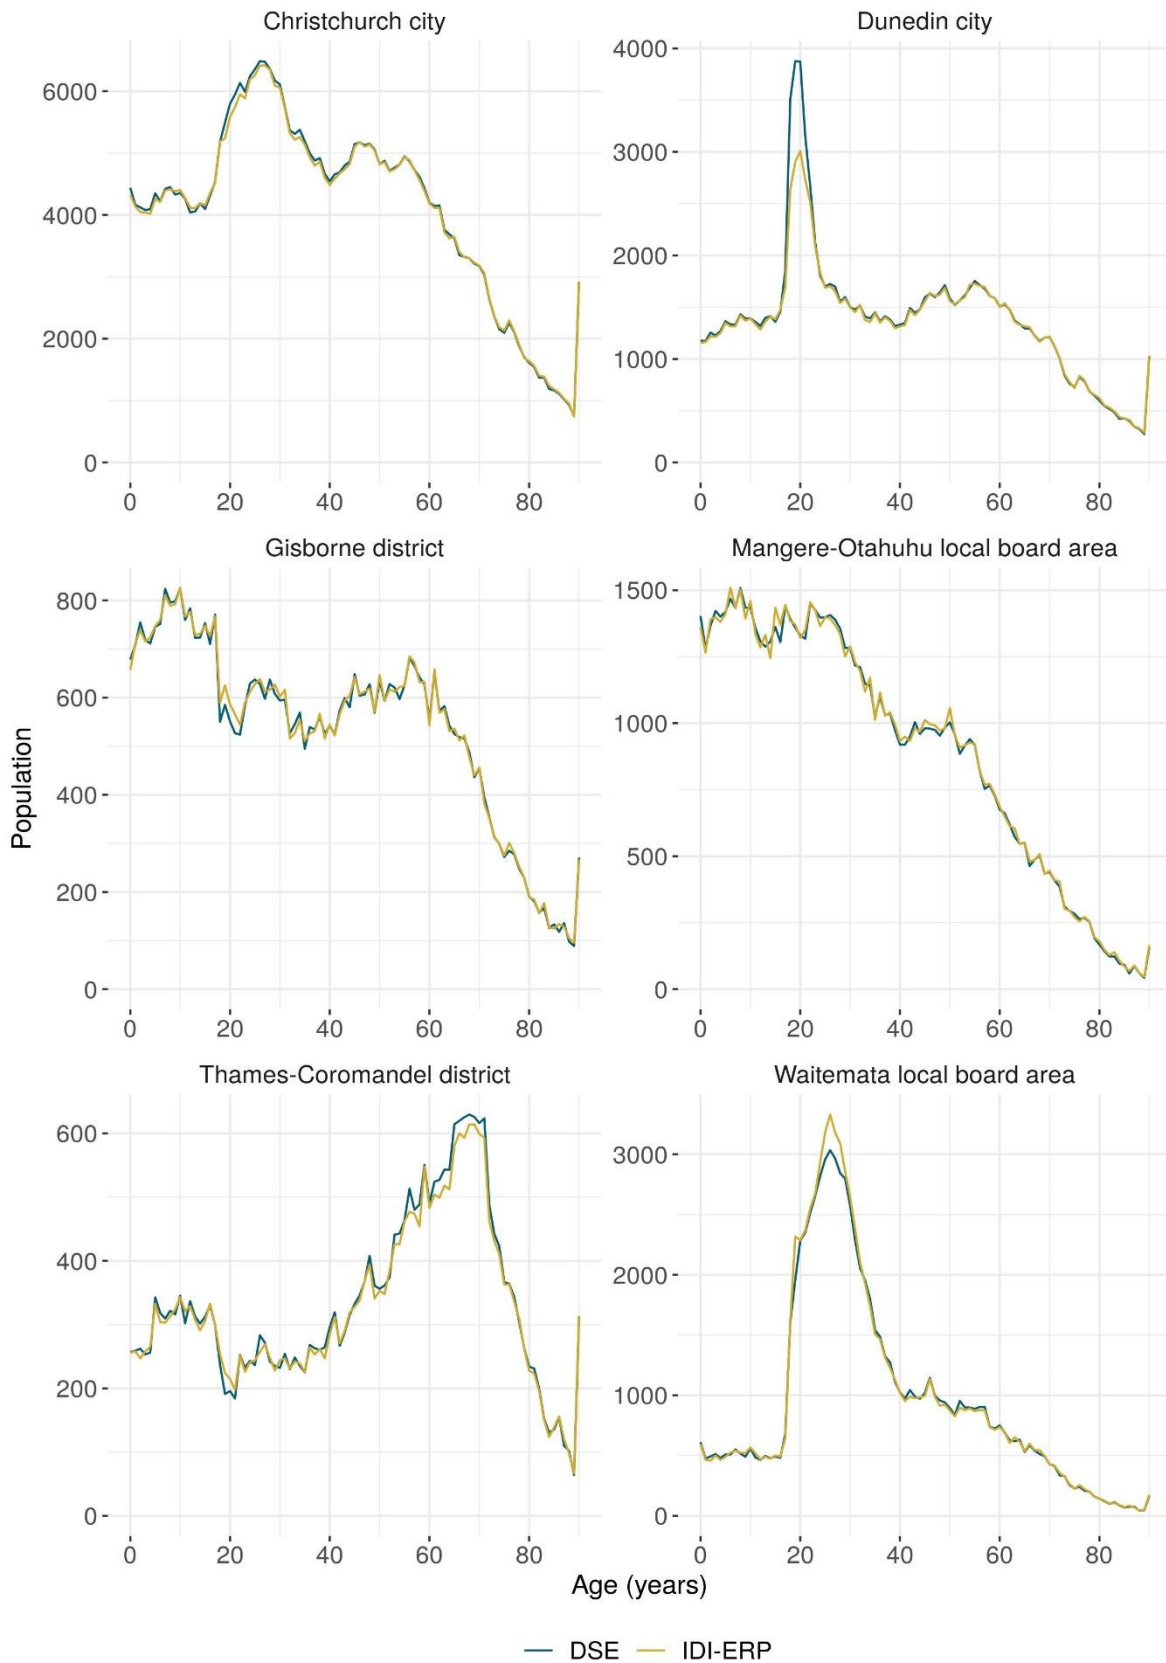 Christchurch city
Dunedin city
6000
4000
2000
0
0 20 40 60 80
4000
3000
2000
1000
0
0 20 40 60 80
Gisborne district
Mangere-Otahuhu local board area
800
600
400
200
0
0 20 40 60 80
1500
1000
500
0
0 20 40 60 80
Population
Thames-Coromandel district
Waitemata local board area
600
400
200
0
0 20 40 60 80
3000
2000
1000
0
0 20 40 60 80
Age (years)
DSE IDI-ERP